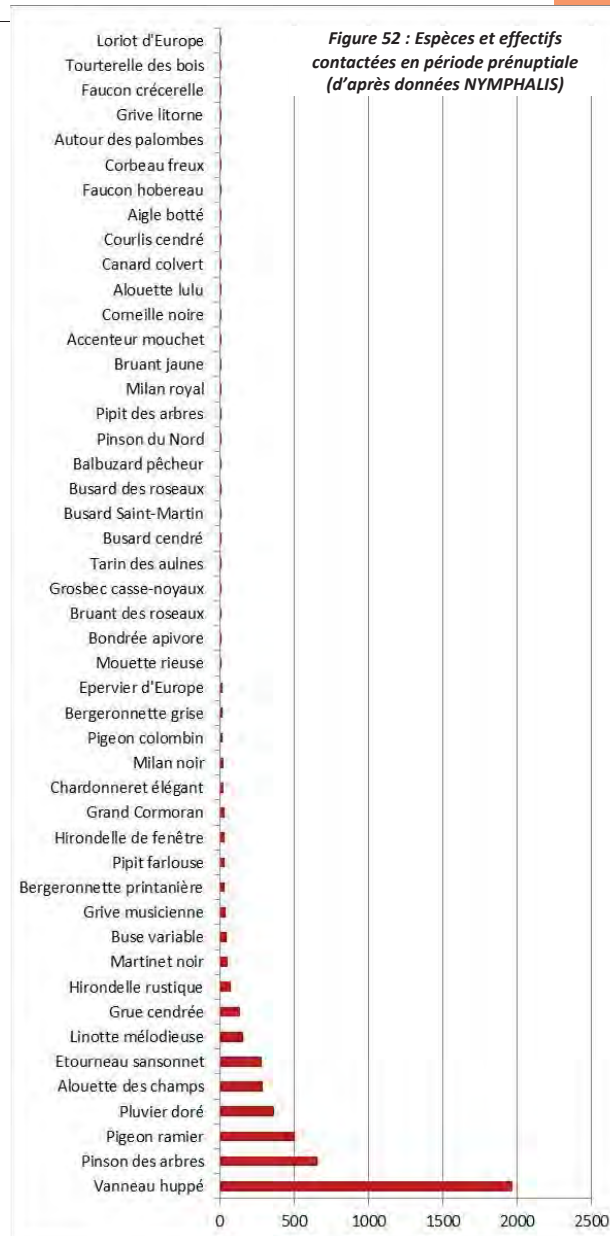 Figure 52 : Espèces et effectifs
contactées en période prénuptiale
(d'après données NYMPHALIS)
Loriot d'Europe
Tourterelle des bois
Faucon crécerelle
Grive litorne
Autour des palombes
Corbeau freux
Faucon hobereau
Aigle botté
Courlis cendré
Canard colvert
Alouette lulu
Corneille noire
Accenteur mouchet
Bruant jaune
Milan royal
Pipit des arbres
Pinson du Nord
Balbuzard pêcheur
Busard des roseaux
Busard Saint-Martin
Busard cendré
Tarin des aulnes
Grosbec casse-noyaux
Bruant des roseaux
Bondrée apivore
Mouette rieuse
Epervier d'Europe
Bergeronnette grise
Pigeon colombin
Milan noir
Chardonneret élégant
Grand Cormoran
Hirondelle de fenêtre
Pipit farlouse
Bergeronnette printanière
Grive musicienne
Buse variable
Martinet noir
Hirondelle rustique
Grue cendrée
Linotte mélodieuse
Etourneau sansonnet
Alouette des champs
Pluvier doré
Pigeon ramier
Pinson des arbres
Vanneau huppé
0 500 1000 1500 2000 2500